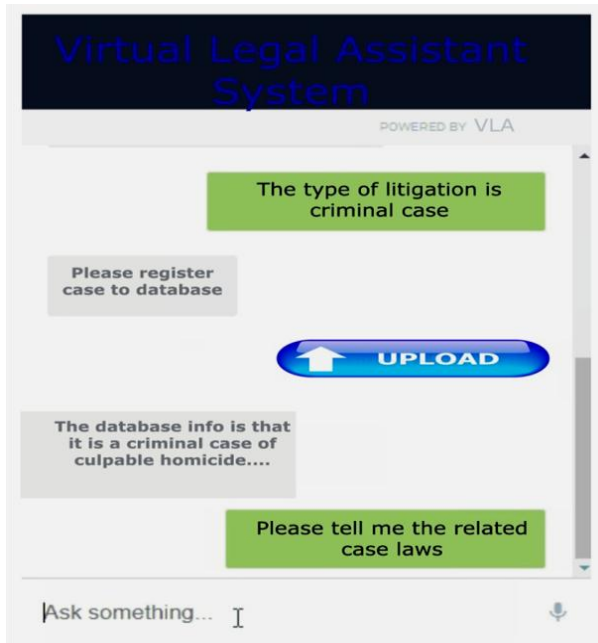 Virtual Legal Assistant
System
POWERED BY VLA
The type of litigation is
criminal case
Please register
case to database
UPLOAD
The database info is that
it is a criminal case of
culpable homicide....
Please tell me the related
case laws
Ask something...